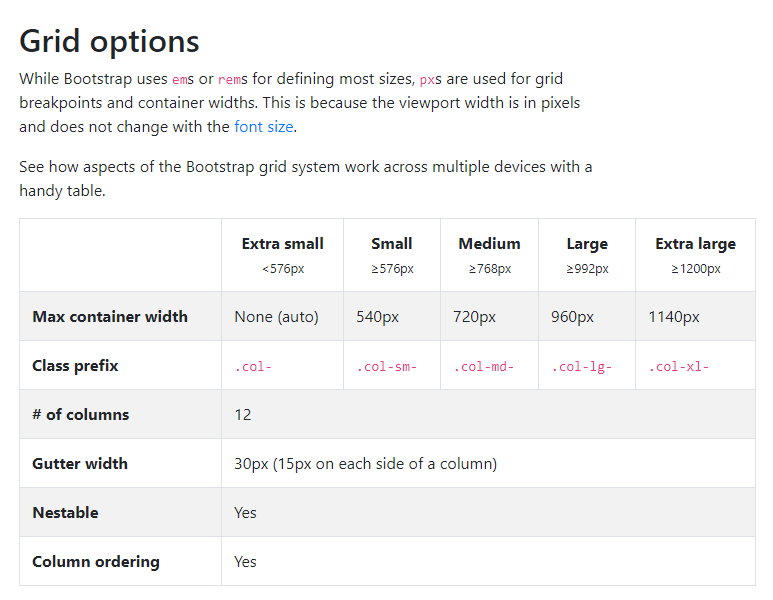 Grid options
While Bootstrap uses ems or rems for defining most sizes, pxs are used for grid
breakpoints and container widths. This is because the viewport width is in pixels
and does not change with the font size.
See how aspects of the Bootstrap grid system work across multiple devices with a
handy table.
Extra small Small Medium Large Extra large
<576px ≥576px ≥768px ≥992px ≥1200px
Max container width None (auto) 540px 720px 960px 1140px
Class prefix .col- .col-sm- .col-md- .col-lg- .col-xl-
# of columns 12
Gutter width 30px (15px on each side of a column)
Nestable Yes
Column ordering Yes